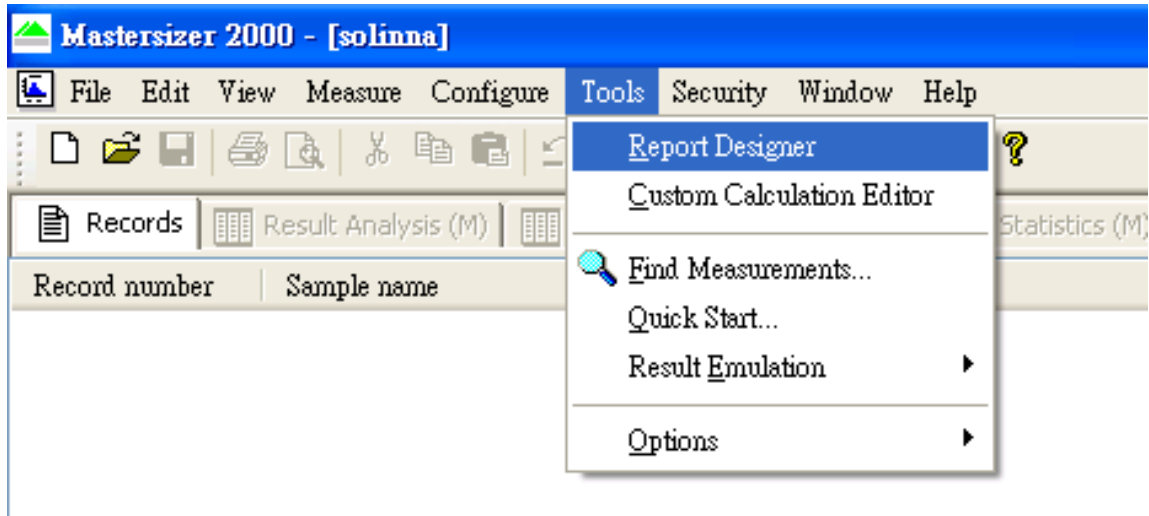 Mastersizer 2000 - [solinna]
File Edit View Measure Configure Tools Security Window Help
Report Designer
Custom Calculation Editor
Records Result Analysis (M) Statistics (M)
Record number Sample name
Find Measurements...
Quick Start...
Result Emulation
Options